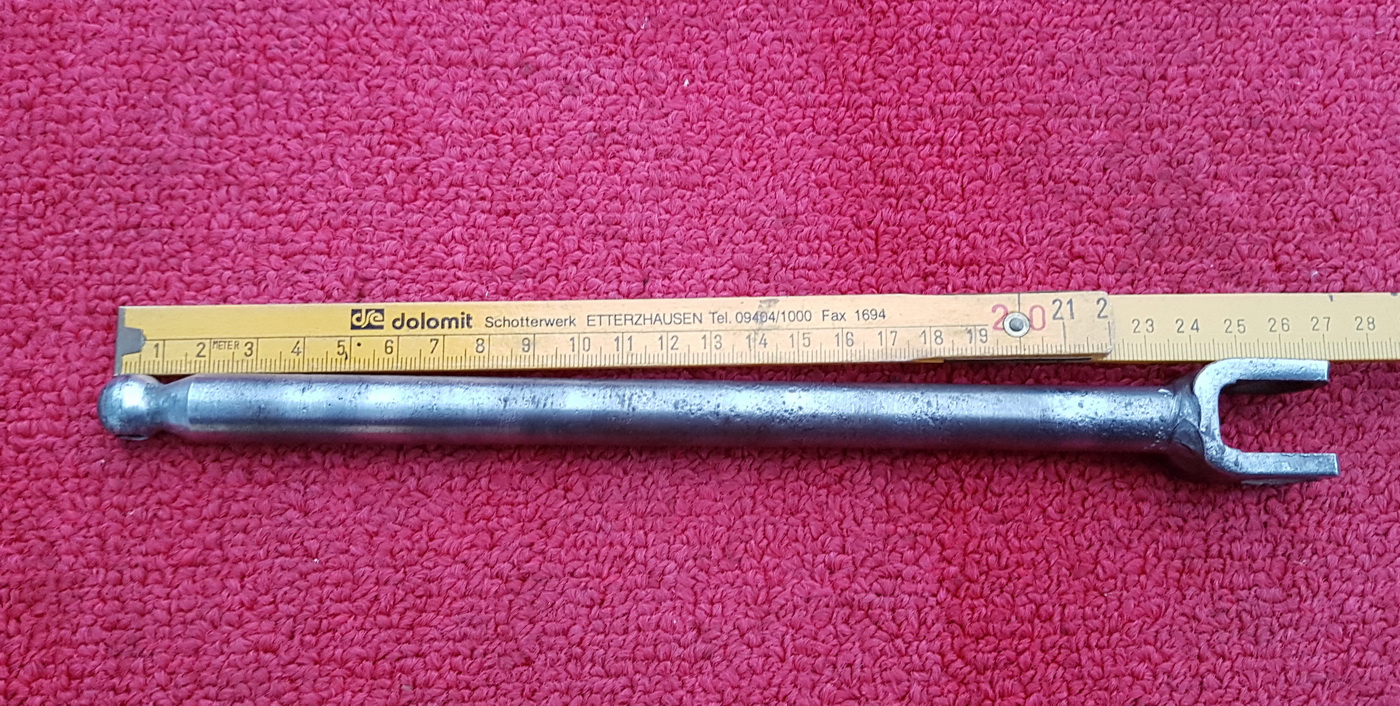 dse dolomit Schotterwerk ETTERZHAUSEN Tel. 09404/1000 Fax 1694
1 2 METER 3 4 5 6 7 8 9 10 11 12 13 14 15 16 17 18 19 20 21 2 23 24 25 26 27 28